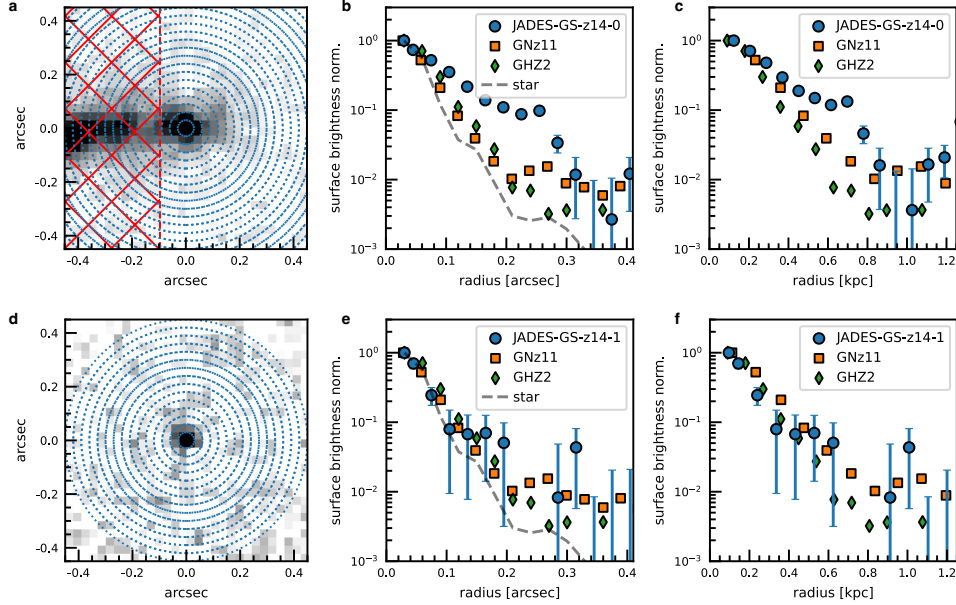 a
b
c
arcsec
0.4
0.2
0.0
−0.2
−0.4
−0.4 −0.2 0.0 0.2 0.4
arcsec
surface brightness norm.
10⁰
10⁻¹
10⁻²
10⁻³
JADES-GS-z14-0
GNz11
GHZ2
star
0.0 0.1 0.2 0.3 0.4
radius [arcsec]
surface brightness norm.
10⁰
10⁻¹
10⁻²
10⁻³
JADES-GS-z14-0
GNz11
GHZ2
0.0 0.2 0.4 0.6 0.8 1.0 1.2
radius [kpc]
d
e
f
arcsec
0.4
0.2
0.0
−0.2
−0.4
−0.4 −0.2 0.0 0.2 0.4
arcsec
surface brightness norm.
10⁰
10⁻¹
10⁻²
10⁻³
JADES-GS-z14-1
GNz11
GHZ2
star
0.0 0.1 0.2 0.3 0.4
radius [arcsec]
surface brightness norm.
10⁰
10⁻¹
10⁻²
10⁻³
JADES-GS-z14-1
GNz11
GHZ2
0.0 0.2 0.4 0.6 0.8 1.0 1.2
radius [kpc]